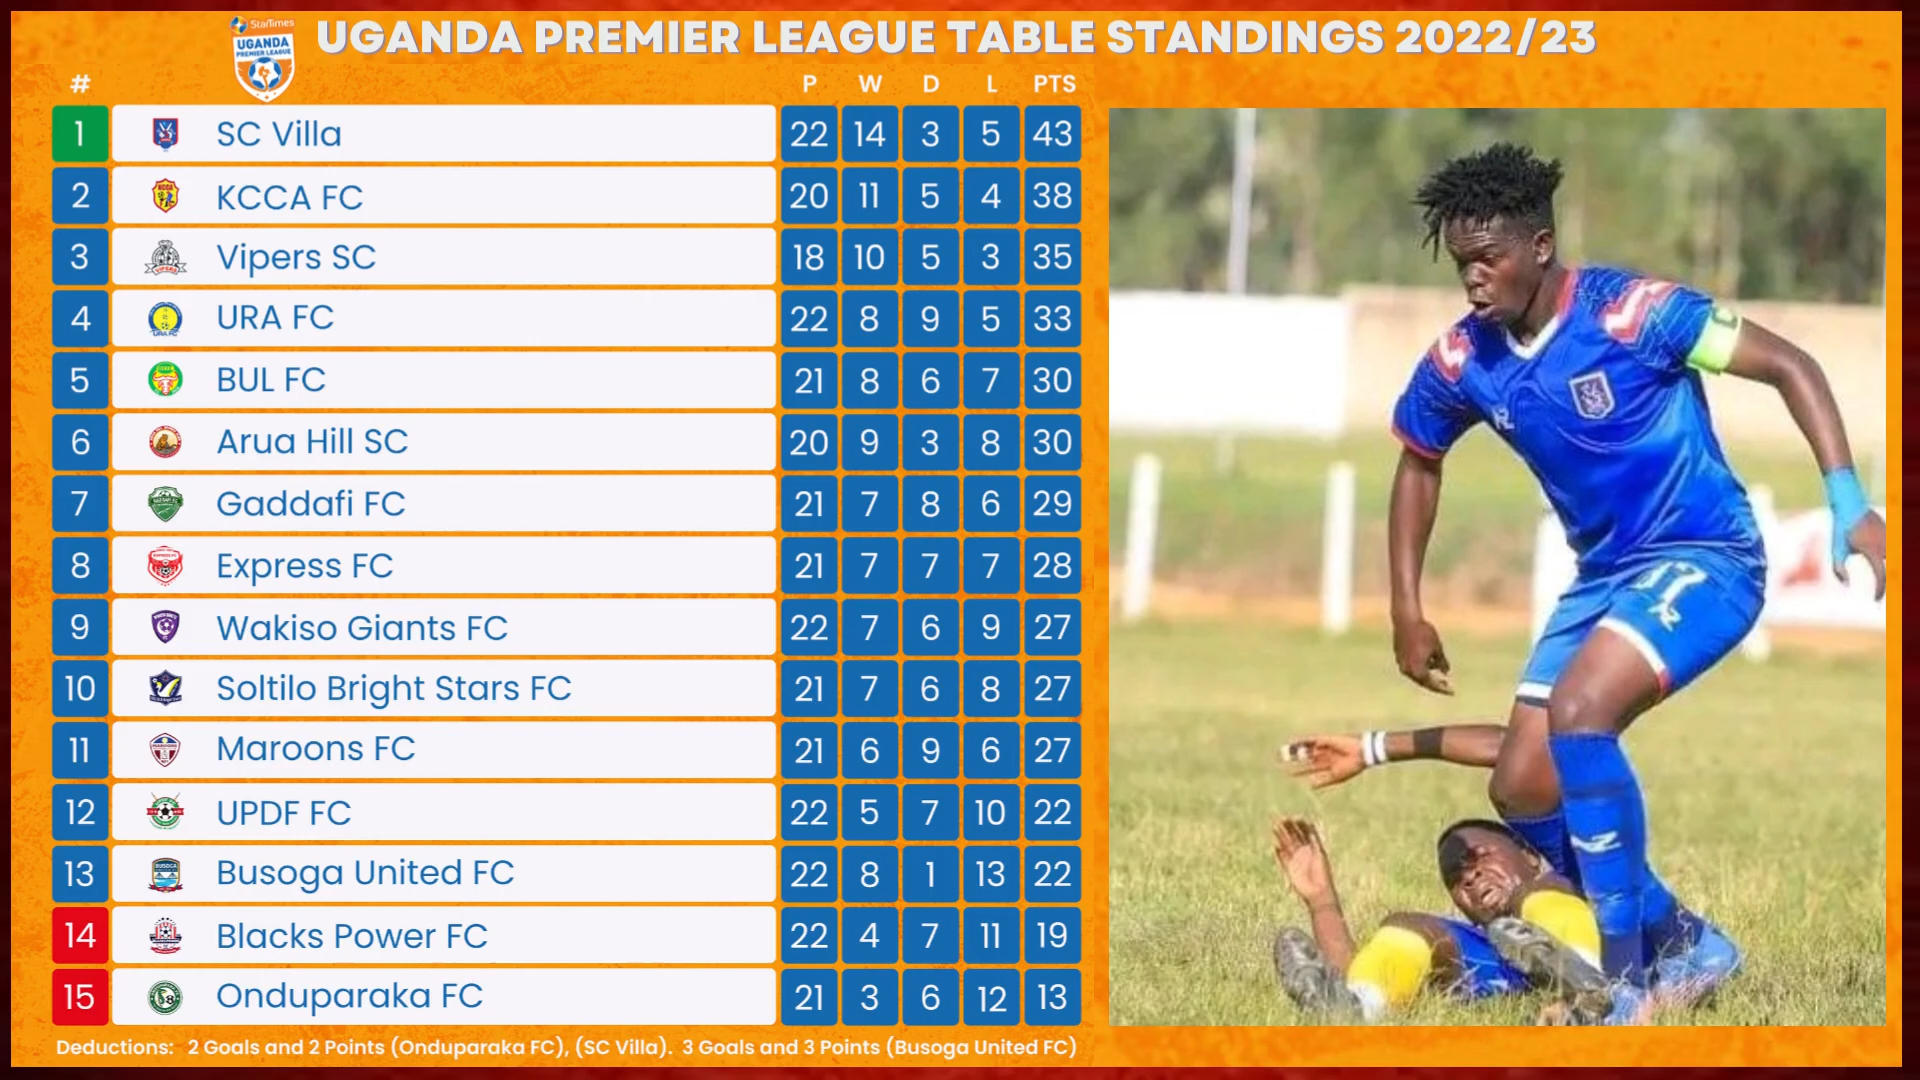 StarTimes
UGANDA
PREMIER LEAGUE
UGANDA PREMIER LEAGUE TABLE STANDINGS 2022/23
# P W D L PTS
1 SC Villa 22 14 3 5 43
2 KCCA FC 20 11 5 4 38
3 Vipers SC 18 10 5 3 35
4 URA FC 22 8 9 5 33
5 BUL FC 21 8 6 7 30
6 Arua Hill SC 20 9 3 8 30
7 Gaddafi FC 21 7 8 6 29
8 Express FC 21 7 7 7 28
9 Wakiso Giants FC 22 7 6 9 27
10 Soltilo Bright Stars FC 21 7 6 8 27
11 Maroons FC 21 6 9 6 27
12 UPDF FC 22 5 7 10 22
13 Busoga United FC 22 8 1 13 22
14 Blacks Power FC 22 4 7 11 19
15 Onduparaka FC 21 3 6 12 13
Deductions: 2 Goals and 2 Points (Onduparaka FC), (SC Villa). 3 Goals and 3 Points (Busoga United FC)
17